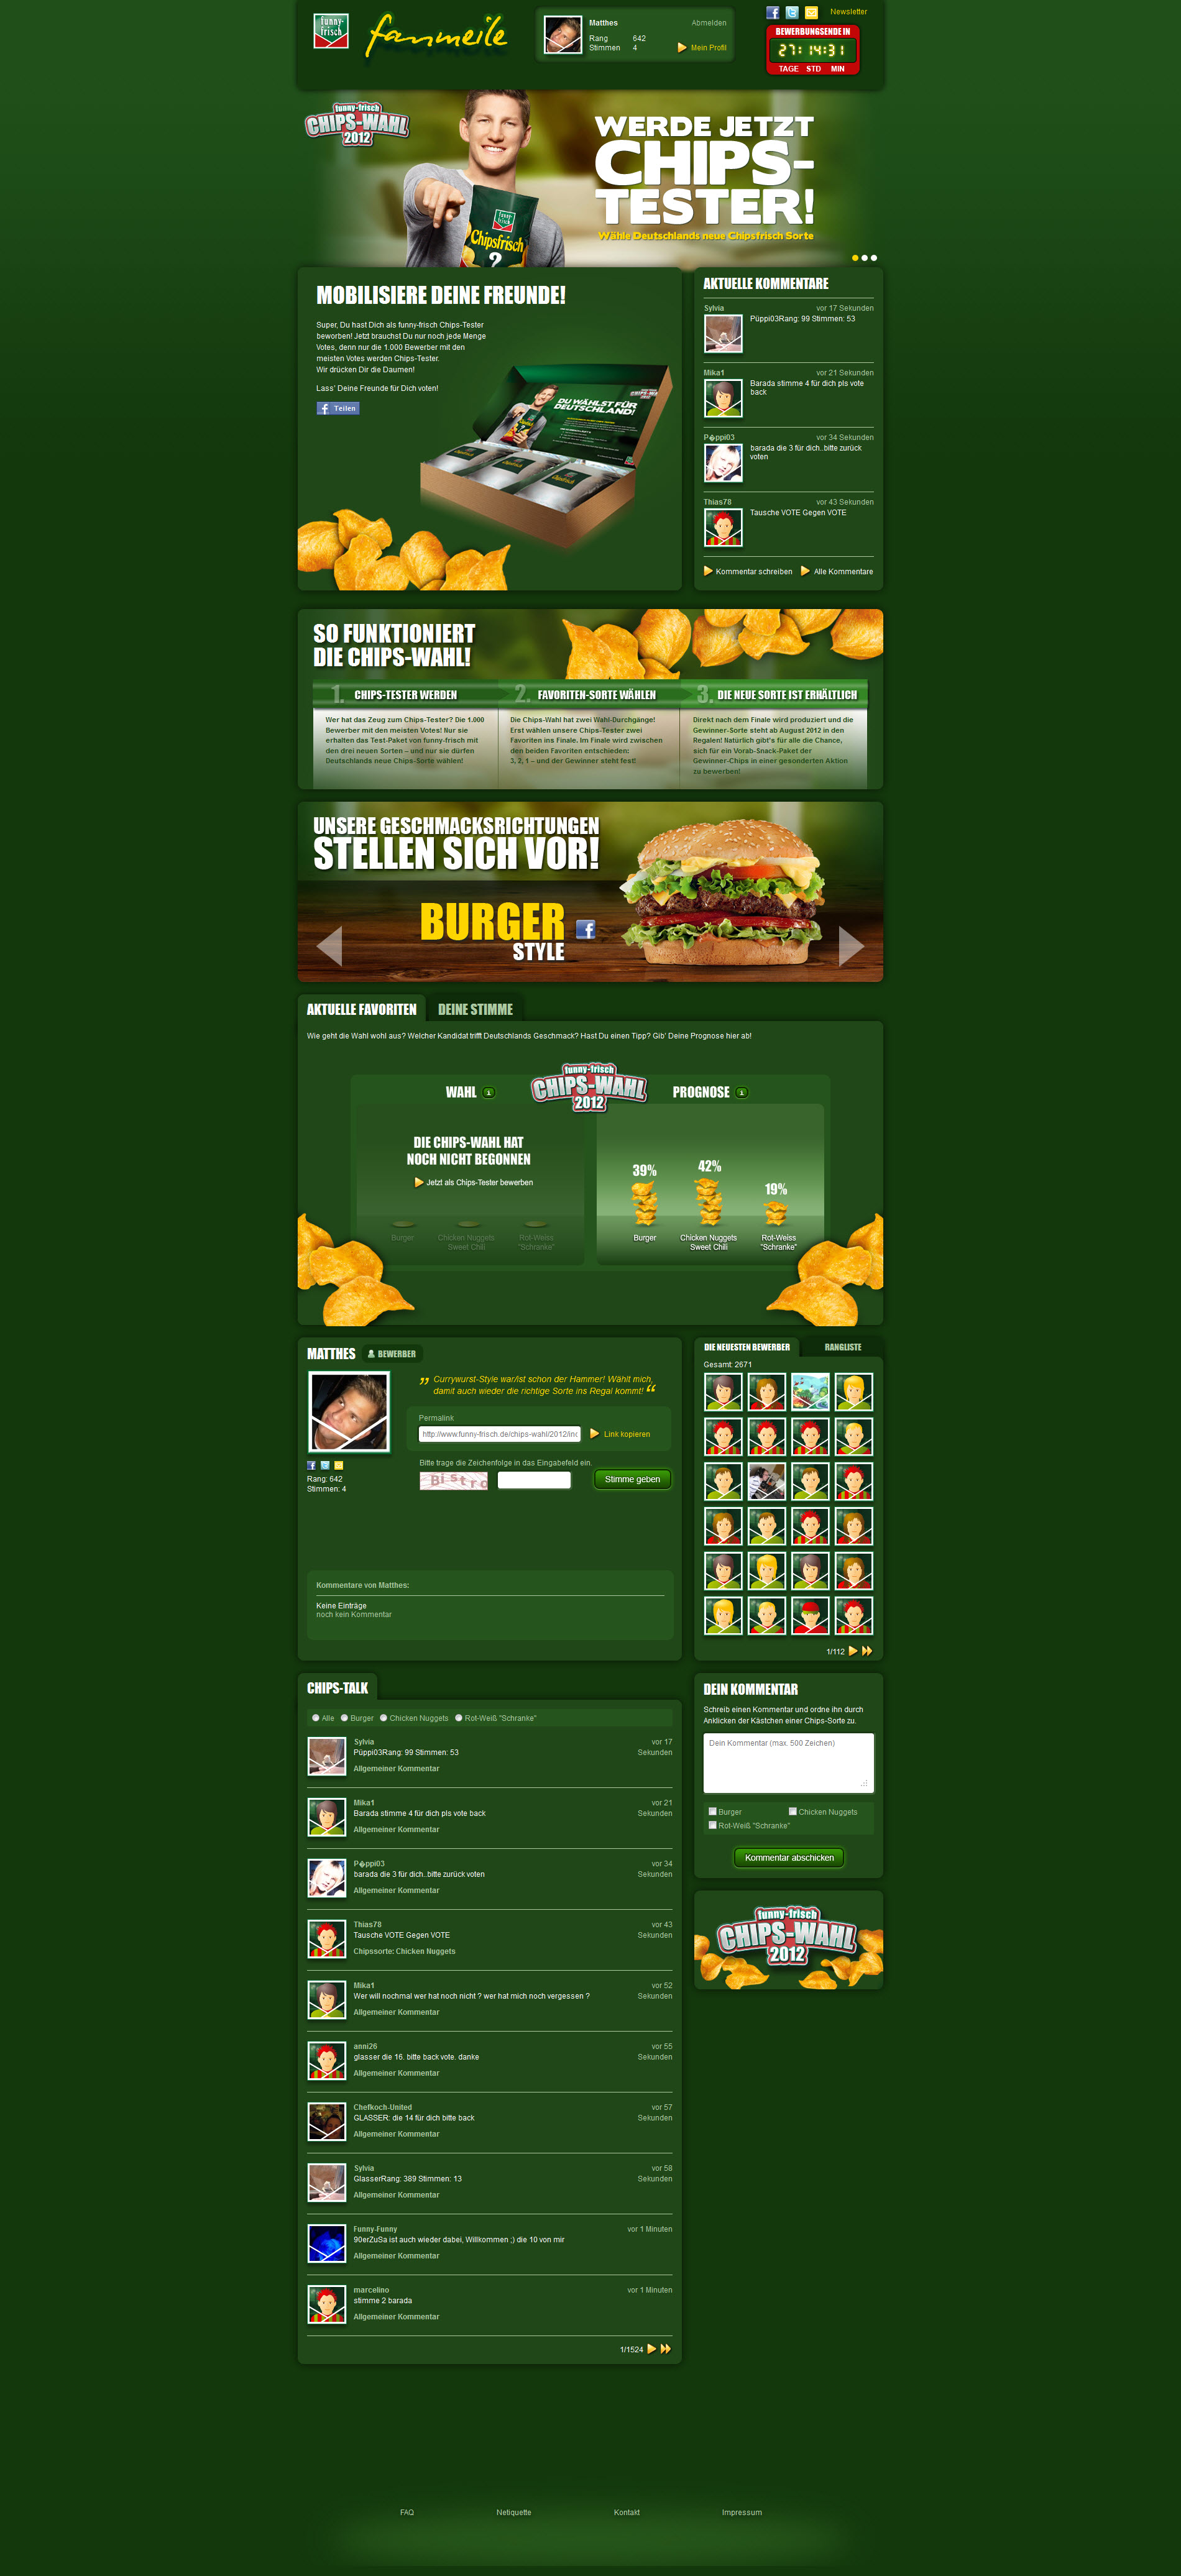 funny-frisch
fanmeile
Matthes
Abmelden
Rang 642
Stimmen 4
Mein Profil
Newsletter
BEWERBUNGSENDE IN
27:14:31
TAGE STD MIN
funny-frisch
CHIPS-WAHL
2012
WERDE JETZT
CHIPS-
TESTER!
Wähle Deutschlands neue Chipsfrisch Sorte
funny-frisch
Chipsfrisch
?
MOBILISIERE DEINE FREUNDE!
Super, Du hast Dich als funny-frisch Chips-Tester
beworben! Jetzt brauchst Du nur noch jede Menge
Votes, denn nur die 1.000 Bewerber mit den
meisten Votes werden Chips-Tester.
Wir drücken Dir die Daumen!
Lass' Deine Freunde für Dich voten!
Teilen
DU WÄHLST FÜR
DEUTSCHLAND!
AKTUELLE KOMMENTARE
Sylvia vor 17 Sekunden
Püppi03Rang: 99 Stimmen: 53
Mika1 vor 21 Sekunden
Barada stimme 4 für dich pls vote
back
P�ppi03 vor 34 Sekunden
barada die 3 für dich..bitte zurück
voten
Thias78 vor 43 Sekunden
Tausche VOTE Gegen VOTE
Kommentar schreiben Alle Kommentare
SO FUNKTIONIERT
DIE CHIPS-WAHL!
1. CHIPS-TESTER WERDEN
Wer hat das Zeug zum Chips-Tester? Die 1.000
Bewerber mit den meisten Votes! Nur sie
erhalten das Test-Paket von funny-frisch mit
den drei neuen Sorten – und nur sie dürfen
Deutschlands neue Chips-Sorte wählen!
2. FAVORITEN-SORTE WÄHLEN
Die Chips-Wahl hat zwei Wahl-Durchgänge!
Erst wählen unsere Chips-Tester zwei
Favoriten ins Finale. Im Finale wird zwischen
den beiden Favoriten entschieden:
3, 2, 1 – und der Gewinner steht fest!
3. DIE NEUE SORTE IST ERHÄLTLICH
Direkt nach dem Finale wird produziert und die
Gewinner-Sorte steht ab August 2012 in den
Regalen! Natürlich gibt's für alle die Chance,
sich für ein Vorab-Snack-Paket der
Gewinner-Chips in einer gesonderten Aktion
zu bewerben!
UNSERE GESCHMACKSRICHTUNGEN
STELLEN SICH VOR!
BURGER
STYLE
AKTUELLE FAVORITEN DEINE STIMME
Wie geht die Wahl wohl aus? Welcher Kandidat trifft Deutschlands Geschmack? Hast Du einen Tipp? Gib' Deine Prognose hier ab!
funny-frisch
CHIPS-WAHL
2012
WAHL i
PROGNOSE i
DIE CHIPS-WAHL HAT
NOCH NICHT BEGONNEN
Jetzt als Chips-Tester bewerben
Burger
Chicken Nuggets
Sweet Chili
Rot-Weiss
"Schranke"
39% 42% 19%
Burger
Chicken Nuggets
Sweet Chili
Rot-Weiss
"Schranke"
MATTHES BEWERBER
„ Currywurst-Style war/ist schon der Hammer! Wählt mich,
damit auch wieder die richtige Sorte ins Regal kommt! “
Permalink
http://www.funny-frisch.de/chips-wahl/2012/ind
Link kopieren
Bitte trage die Zeichenfolge in das Eingabefeld ein.
Bistro
Stimme geben
Rang: 642
Stimmen: 4
Kommentare von Matthes:
Keine Einträge
noch kein Kommentar
DIE NEUESTEN BEWERBER RANGLISTE
Gesamt: 2671
1/112
CHIPS-TALK
Alle Burger Chicken Nuggets Rot-Weiß "Schranke"
Sylvia vor 17
Püppi03Rang: 99 Stimmen: 53 Sekunden
Allgemeiner Kommentar
Mika1 vor 21
Barada stimme 4 für dich pls vote back Sekunden
Allgemeiner Kommentar
P�ppi03 vor 34
barada die 3 für dich..bitte zurück voten Sekunden
Allgemeiner Kommentar
Thias78 vor 43
Tausche VOTE Gegen VOTE Sekunden
Chipssorte: Chicken Nuggets
Mika1 vor 52
Wer will nochmal wer hat noch nicht ? wer hat mich noch vergessen ? Sekunden
Allgemeiner Kommentar
anni26 vor 55
glasser die 16. bitte back vote. danke Sekunden
Allgemeiner Kommentar
Chefkoch-United vor 57
GLASSER: die 14 für dich bitte back Sekunden
Allgemeiner Kommentar
Sylvia vor 58
GlasserRang: 389 Stimmen: 13 Sekunden
Allgemeiner Kommentar
Funny-Funny vor 1 Minuten
90erZuSa ist auch wieder dabei, Willkommen ;) die 10 von mir
Allgemeiner Kommentar
marcelino vor 1 Minuten
stimme 2 barada
Allgemeiner Kommentar
1/1524
DEIN KOMMENTAR
Schreib einen Kommentar und ordne ihn durch
Anklicken der Kästchen einer Chips-Sorte zu.
Dein Kommentar (max. 500 Zeichen)
Burger Chicken Nuggets
Rot-Weiß "Schranke"
Kommentar abschicken
funny-frisch
CHIPS-WAHL
2012
FAQ Netiquette Kontakt Impressum